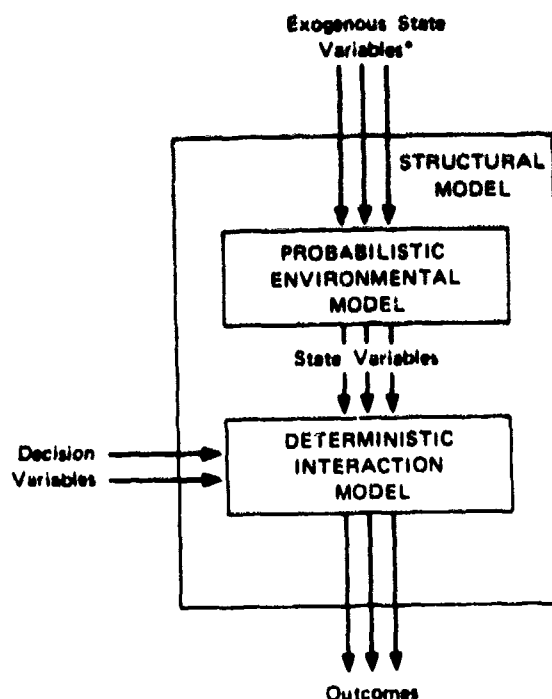 Exogenous State
Variables*
STRUCTURAL
MODEL
PROBABILISTIC
ENVIRONMENTAL
MODEL
State Variables
Decision
Variables
DETERMINISTIC
INTERACTION
MODEL
Outcomes